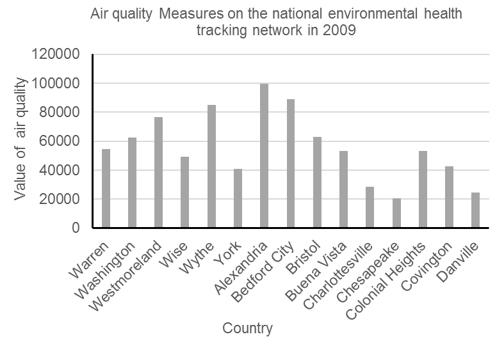 Air quality Measures on the national environmental health
tracking network in 2009
Value of air quality
120000
100000
80000
60000
40000
20000
0
Warren
Washington
Westmoreland
Wise
Wythe
York
Alexandria
Bedford City
Bristol
Buena Vista
Charlottesville
Chesapeake
Colonial Heights
Covington
Danville
Country